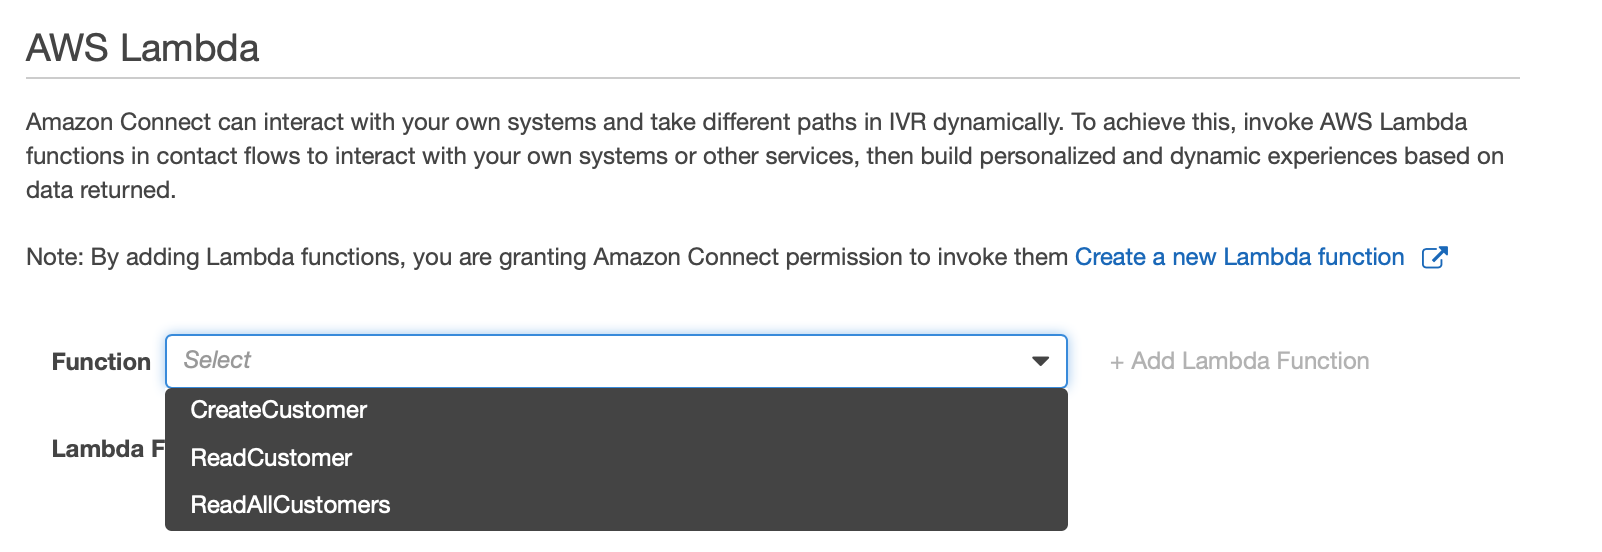 AWS Lambda
Amazon Connect can interact with your own systems and take different paths in IVR dynamically. To achieve this, invoke AWS Lambda
functions in contact flows to interact with your own systems or other services, then build personalized and dynamic experiences based on
data returned.
Note: By adding Lambda functions, you are granting Amazon Connect permission to invoke them Create a new Lambda function
Function Select + Add Lambda Function
CreateCustomer
Lambda F
ReadCustomer
ReadAllCustomers